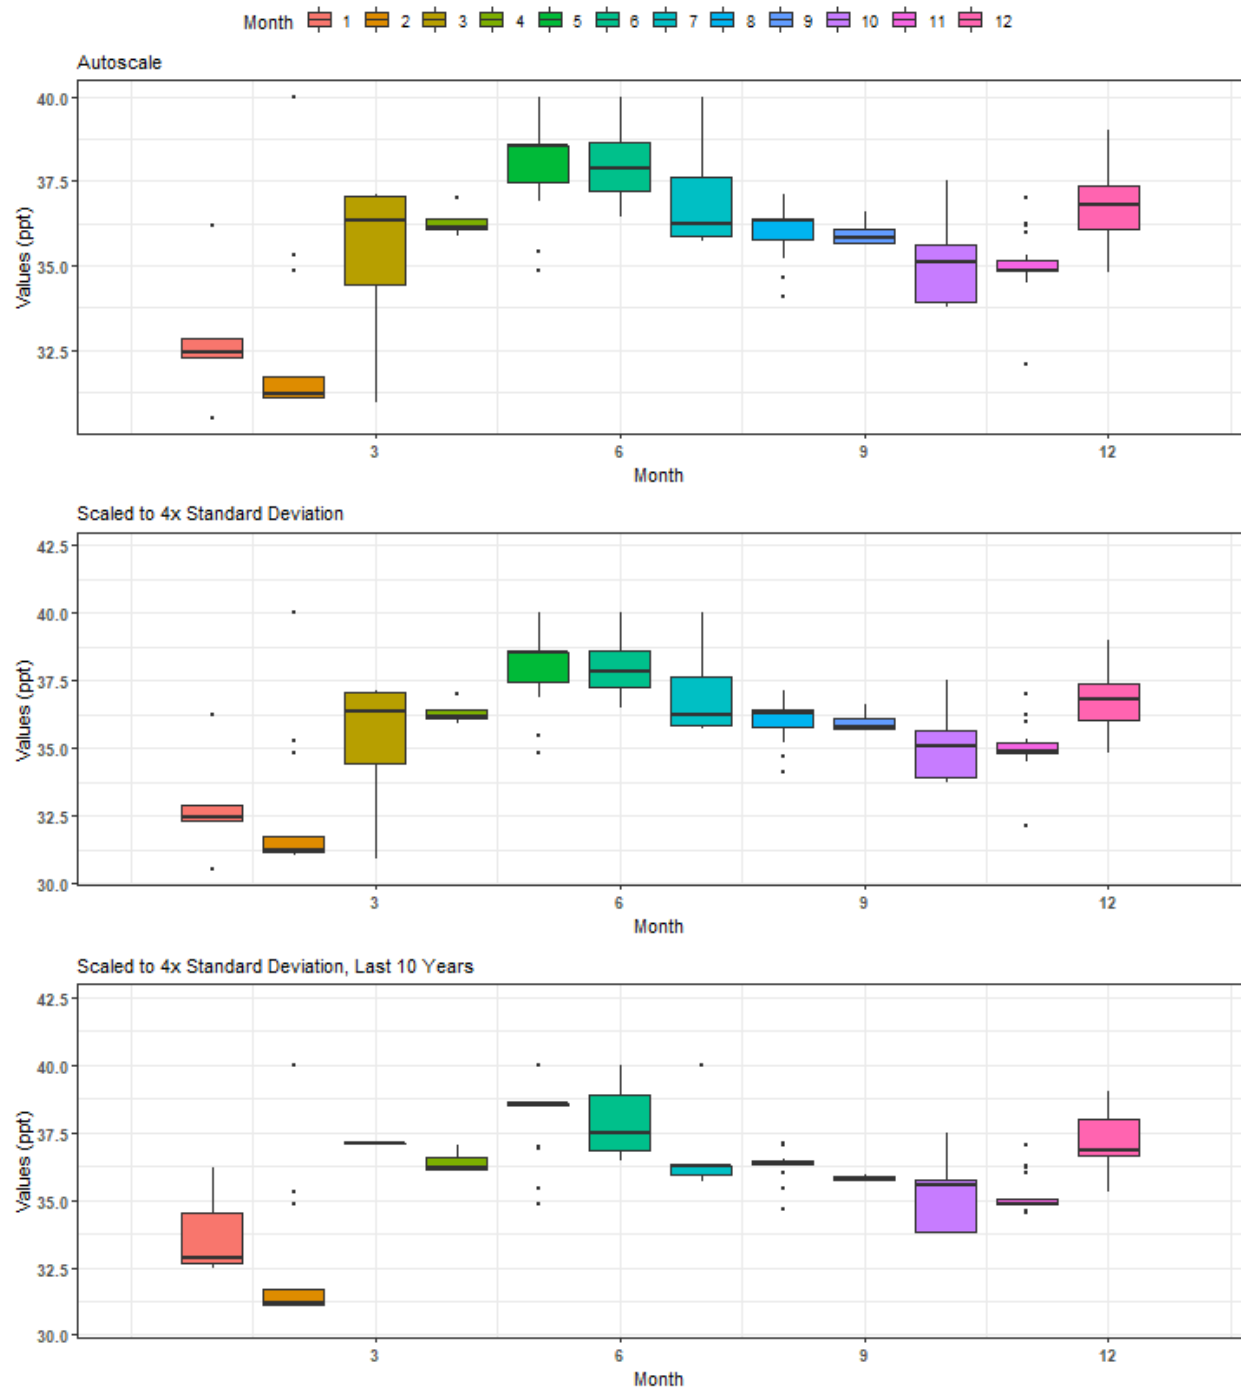 Month 1 2 3 4 5 6 7 8 9 10 11 12
Autoscale
40.0
37.5
35.0
32.5
Values (ppt)
3 6 9 12
Month
Scaled to 4x Standard Deviation
42.5
40.0
37.5
35.0
32.5
30.0
Values (ppt)
3 6 9 12
Month
Scaled to 4x Standard Deviation, Last 10 Years
42.5
40.0
37.5
35.0
32.5
30.0
Values (ppt)
3 6 9 12
Month